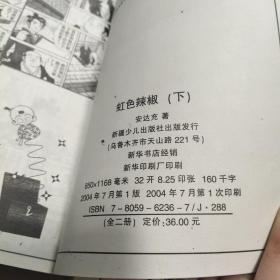 虹色辣椒（下）
安达充 著
新疆少儿出版社出版发行
(乌鲁木齐市天山路 221 号)
新华书店经销
新华印刷厂印刷
850×1168 毫米 32 开 8.25 印张 160 千字
2004 年 7 月第 1 版 2004 年 7 月第 1 次印刷
ISBN 7-8059-6236-7/J·288
(全二册) 定价:36.00 元